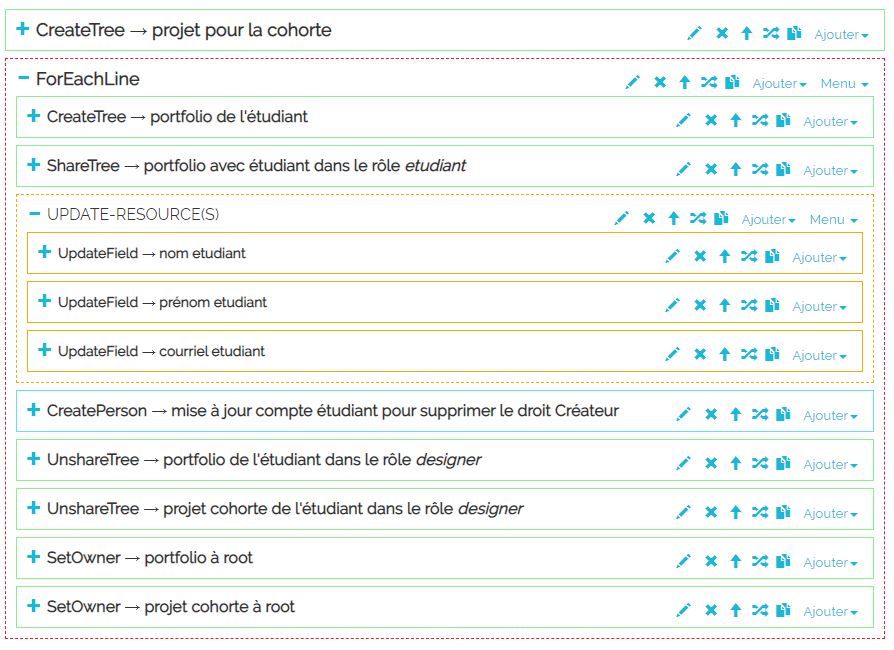 CreateTree → projet pour la cohorte Ajouter
ForEachLine Ajouter Menu
CreateTree → portfolio de l'étudiant Ajouter
ShareTree → portfolio avec étudiant dans le rôle etudiant Ajouter
UPDATE-RESOURCE(S) Ajouter Menu
UpdateField → nom etudiant Ajouter
UpdateField → prénom etudiant Ajouter
UpdateField → courriel etudiant Ajouter
CreatePerson → mise à jour compte étudiant pour supprimer le droit Créateur Ajouter
UnshareTree → portfolio de l'étudiant dans le rôle designer Ajouter
UnshareTree → projet cohorte de l'étudiant dans le rôle designer Ajouter
SetOwner → portfolio à root Ajouter
SetOwner → projet cohorte à root Ajouter